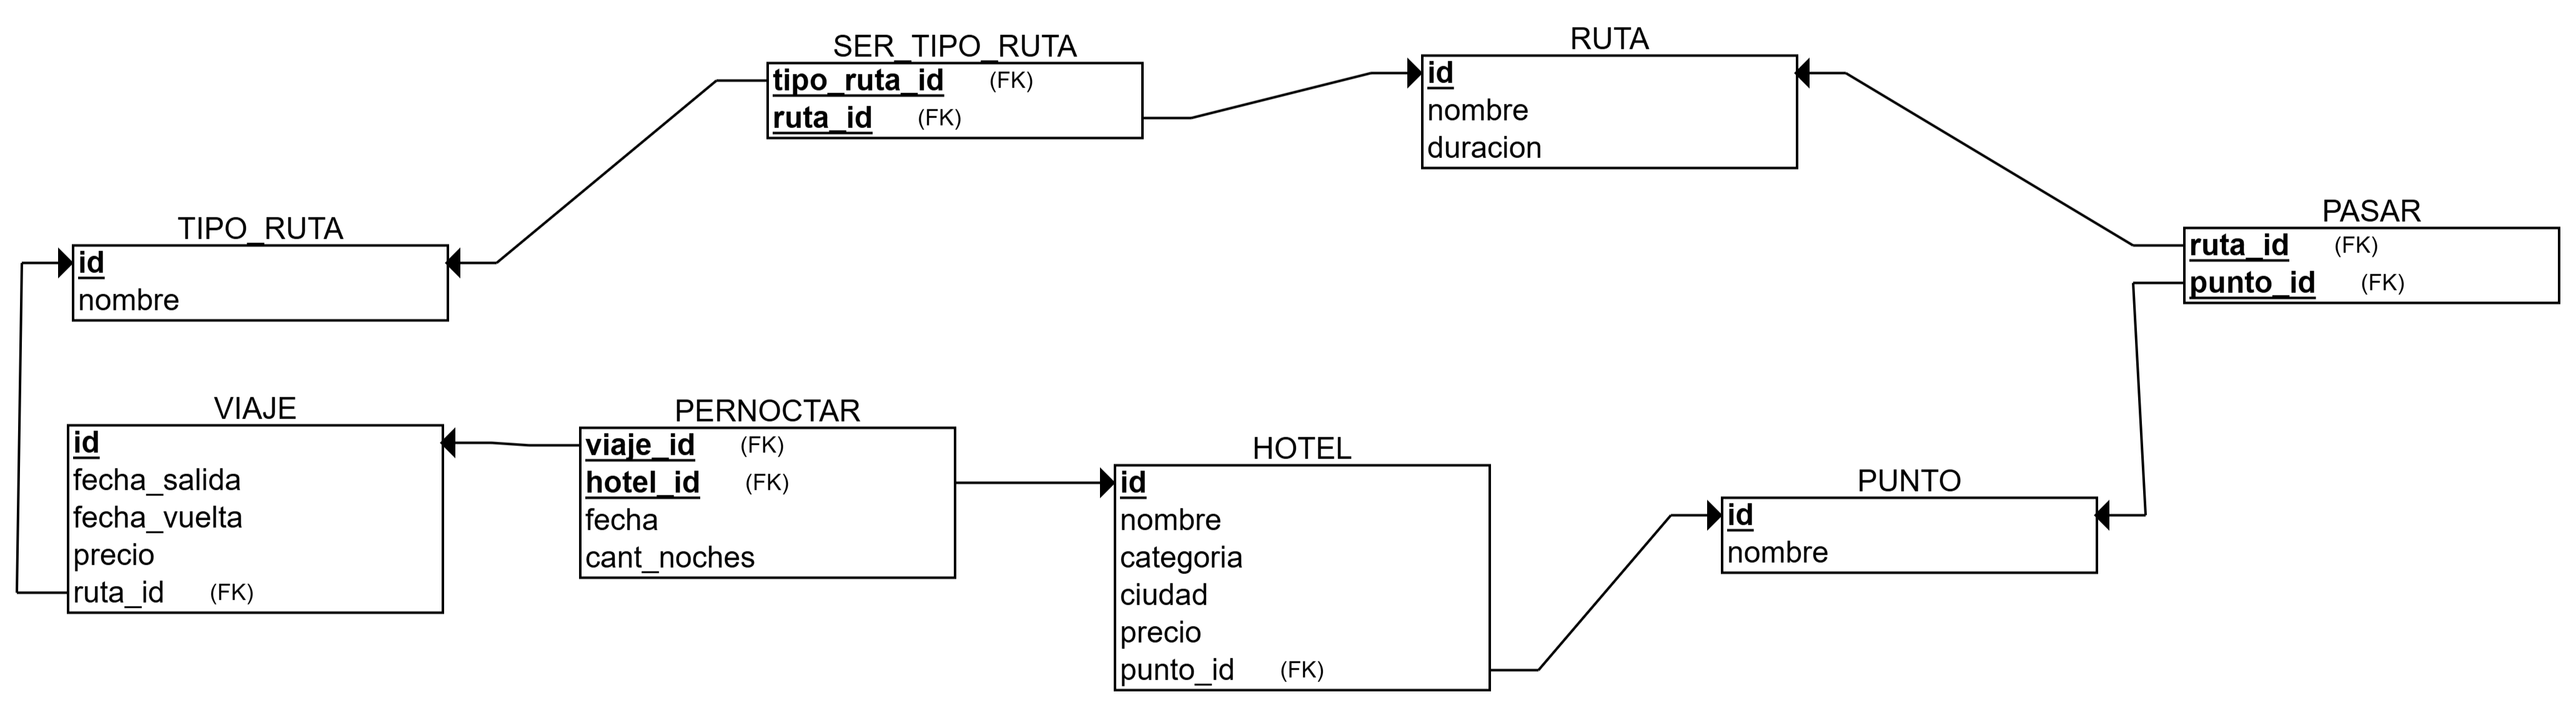 SER_TIPO_RUTA
tipo_ruta_id (FK)
ruta_id (FK)
RUTA
id
nombre
duracion
PASAR
ruta_id (FK)
punto_id (FK)
TIPO_RUTA
id
nombre
VIAJE
id
fecha_salida
fecha_vuelta
precio
ruta_id (FK)
PERNOCTAR
viaje_id (FK)
hotel_id (FK)
fecha
cant_noches
HOTEL
id
nombre
categoria
ciudad
precio
punto_id (FK)
PUNTO
id
nombre